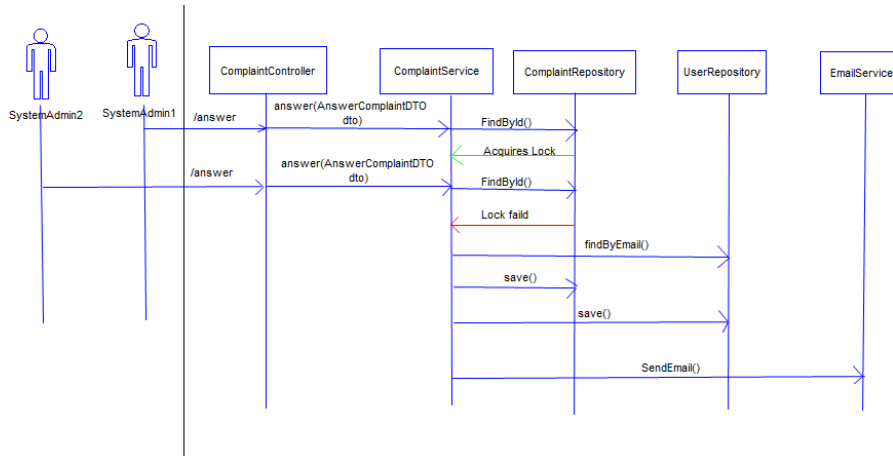 ComplaintController
ComplaintService
ComplaintRepository
UserRepository
EmailService
SystemAdmin2
SystemAdmin1
/answer
answer(AnswerComplaintDTO
dto)
FindById()
Acquires Lock
/answer
answer(AnswerComplaintDTO
dto)
FindById()
Lock faild
findByEmail()
save()
save()
SendEmail()